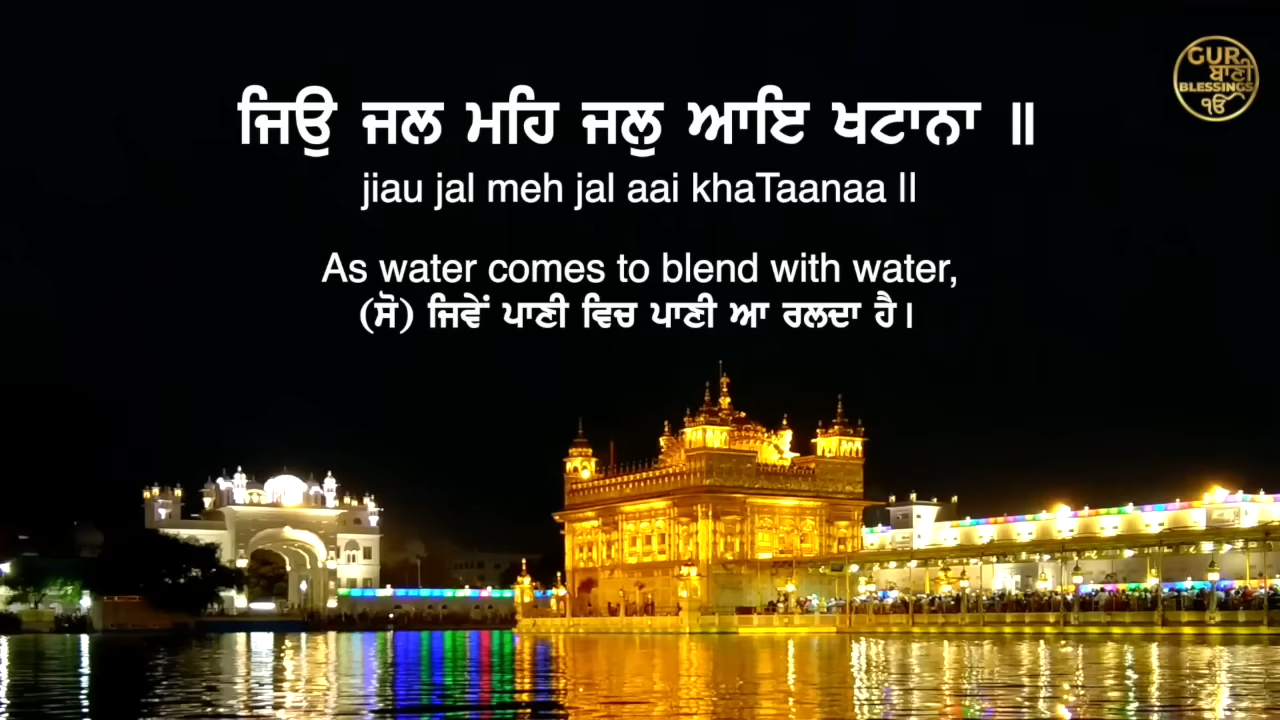 GUR
ਬਾਣੀ
BLESSINGS
ੴ
ਜਿਉ ਜਲ ਮਹਿ ਜਲੁ ਆਇ ਖਟਾਨਾ ॥
jiau jal meh jal aai khaTaanaa ll
As water comes to blend with water,
(ਸੋ) ਜਿਵੇਂ ਪਾਣੀ ਵਿਚ ਪਾਣੀ ਆ ਰਲਦਾ ਹੈ।